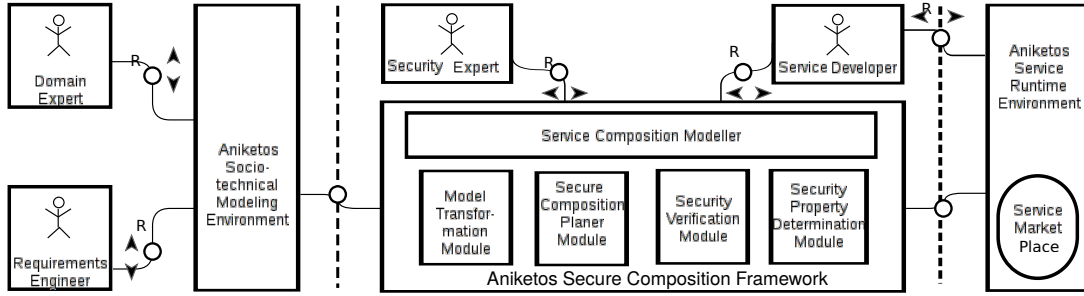 R
Domain
Expert
R
Requirements
Engineer
Aniketos
Socio-
technical
Modeling
Environment
R
Security Expert
R
Service Developer
R
Service Composition Modeller
Model
Transfor-
mation
Module
Secure
Composition
Planer
Module
Security
Verification
Module
Security
Property
Determination
Module
Aniketos Secure Composition Framework
Aniketos
Service
Runtime
Environment
Service
Market
Place